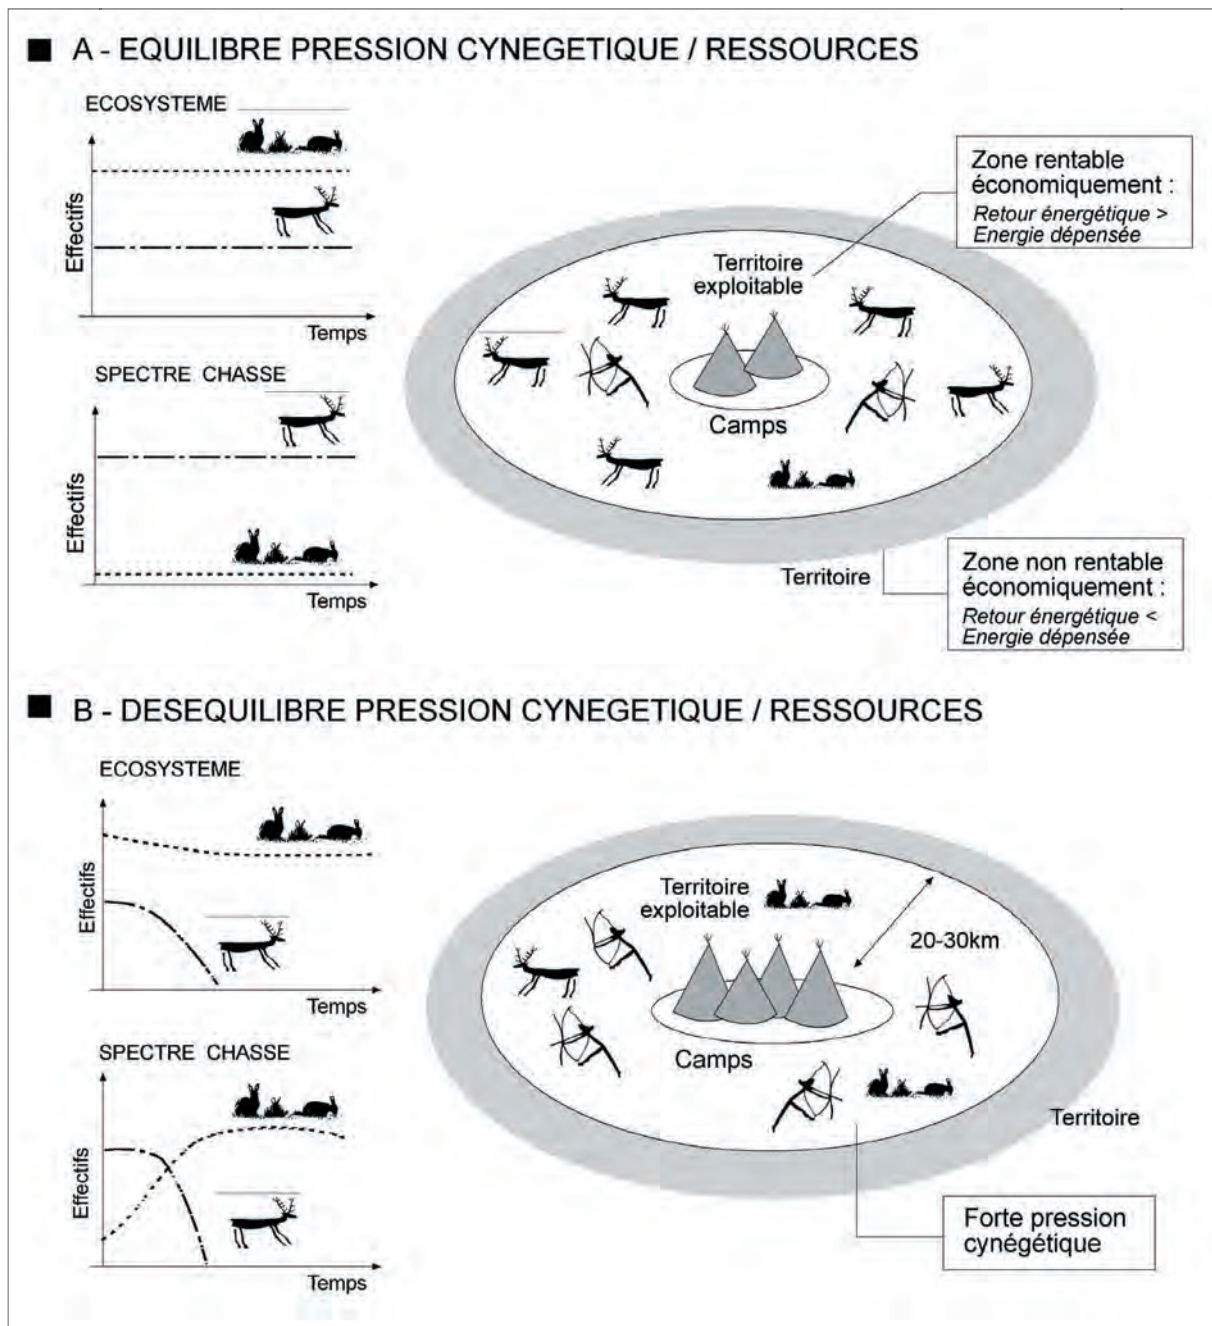 A - EQUILIBRE PRESSION CYNEGETIQUE / RESSOURCES
ECOSYSTEME
Effectifs
Temps
SPECTRE CHASSE
Effectifs
Temps
Territoire
exploitable
Camps
Territoire
Zone rentable
économiquement :
Retour énergétique >
Energie dépensée
Zone non rentable
économiquement :
Retour énergétique <
Energie dépensée
B - DESEQUILIBRE PRESSION CYNEGETIQUE / RESSOURCES
ECOSYSTEME
Effectifs
Temps
SPECTRE CHASSE
Effectifs
Temps
Territoire
exploitable
20-30km
Camps
Territoire
Forte pression
cynégétique